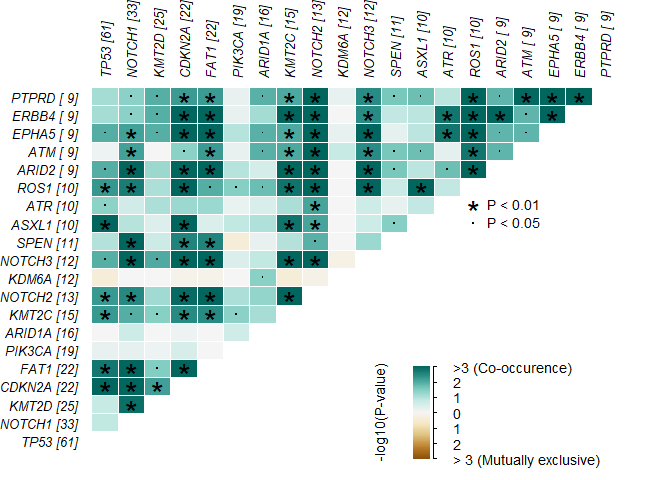 TP53 [61]
NOTCH1 [33]
KMT2D [25]
CDKN2A [22]
FAT1 [22]
PIK3CA [19]
ARID1A [16]
KMT2C [15]
NOTCH2 [13]
KDM6A [12]
NOTCH3 [12]
SPEN [11]
ASXL1 [10]
ATR [10]
ROS1 [10]
ARID2 [ 9]
ATM [ 9]
EPHA5 [ 9]
ERBB4 [ 9]
PTPRD [ 9]
PTPRD [ 9]
ERBB4 [ 9]
EPHA5 [ 9]
ATM [ 9]
ARID2 [ 9]
ROS1 [10]
ATR [10]
ASXL1 [10]
SPEN [11]
NOTCH3 [12]
KDM6A [12]
NOTCH2 [13]
KMT2C [15]
ARID1A [16]
PIK3CA [19]
FAT1 [22]
CDKN2A [22]
KMT2D [25]
NOTCH1 [33]
TP53 [61]
* P < 0.01
· P < 0.05
-log10(P-value)
>3 (Co-occurence)
2
1
0
1
2
> 3 (Mutually exclusive)